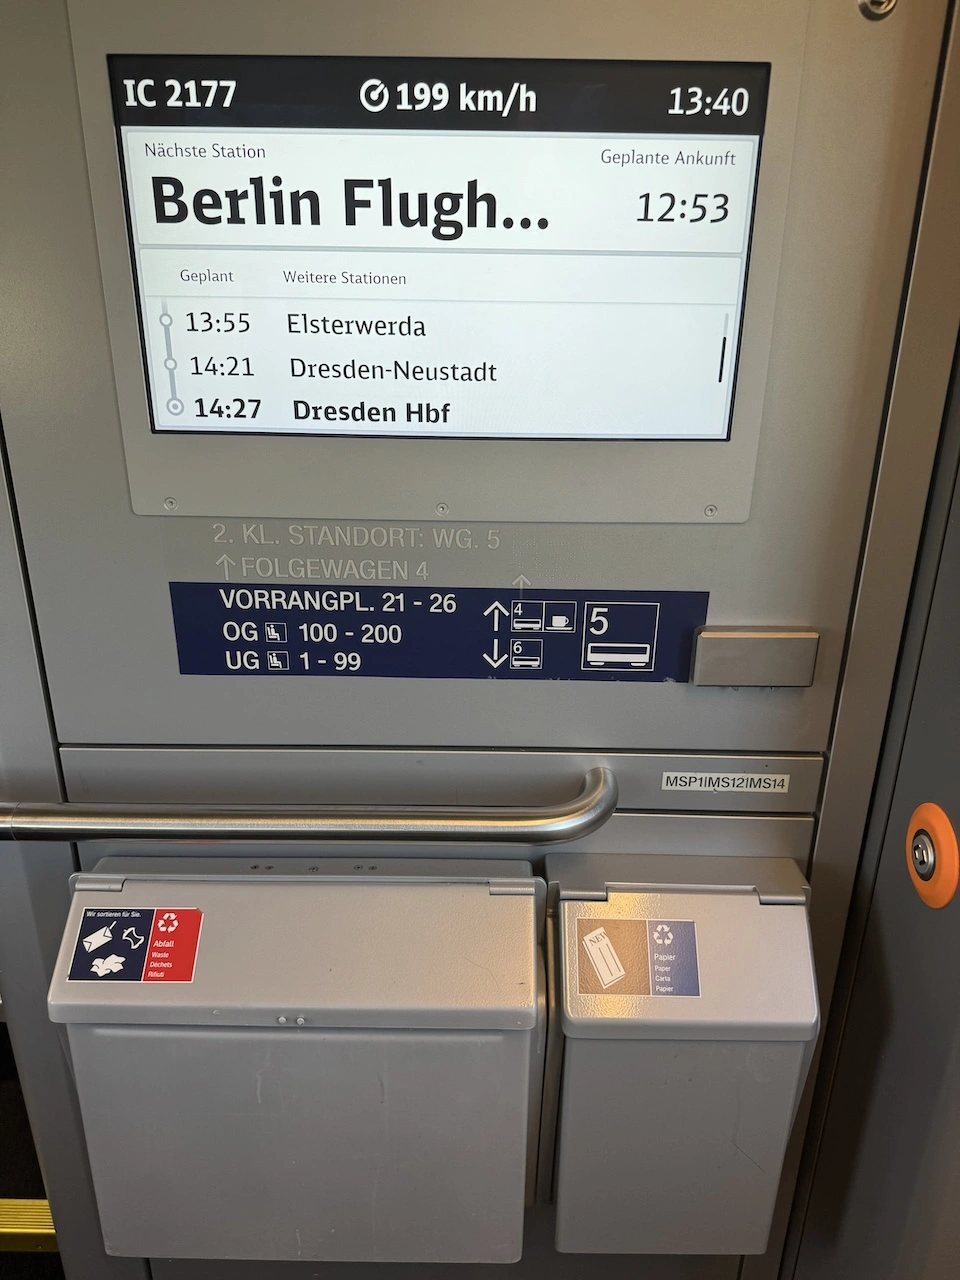 IC 2177 199 km/h 13:40
Nächste Station Geplante Ankunft
Berlin Flugh... 12:53
Geplant Weitere Stationen
13:55 Elsterwerda
14:21 Dresden-Neustadt
14:27 Dresden Hbf
2. KL. STANDORT: WG. 5
↑ FOLGEWAGEN 4
VORRANGPL. 21 - 26
OG 100 - 200
UG 1 - 99
↑ 4
↓ 6
5
MSP1|MS12|MS14
Wir sortieren für Sie.
Abfall
Waste
Déchets
Rifiuti
NEWS
Papier
Paper
Carta
Papier